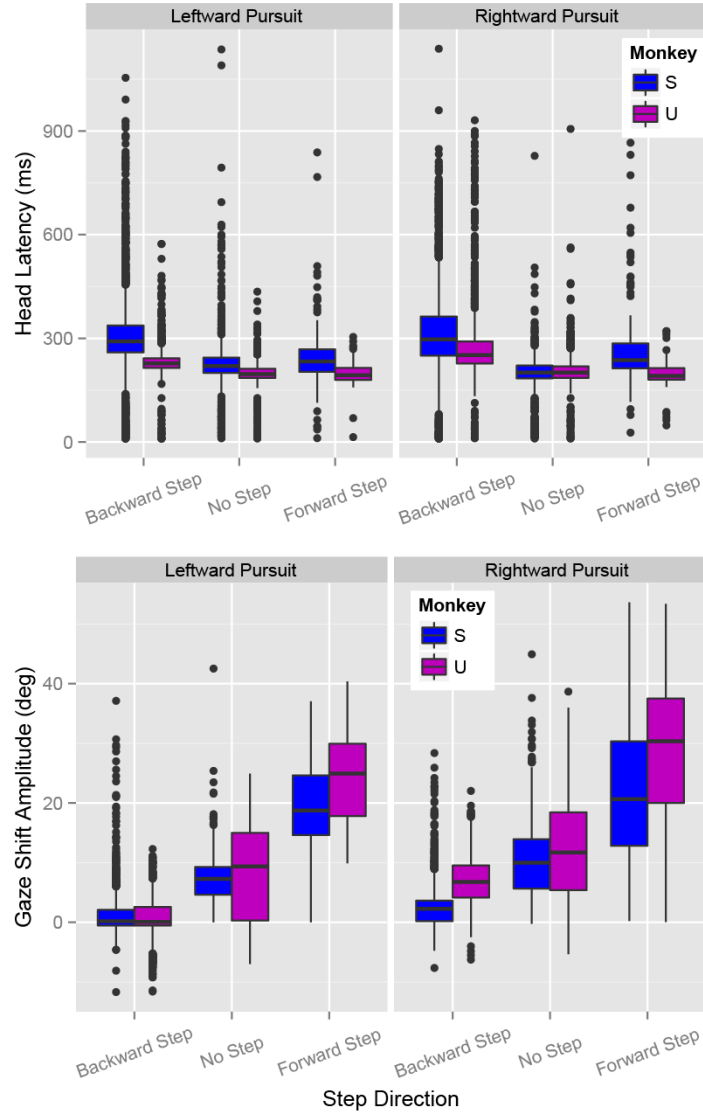 Leftward Pursuit
Rightward Pursuit
Monkey
S
U
Head Latency (ms)
900
600
300
0
Backward Step
No Step
Forward Step
Backward Step
No Step
Forward Step
Leftward Pursuit
Rightward Pursuit
Monkey
S
U
Gaze Shift Amplitude (deg)
40
20
0
Backward Step
No Step
Forward Step
Backward Step
No Step
Forward Step
Step Direction